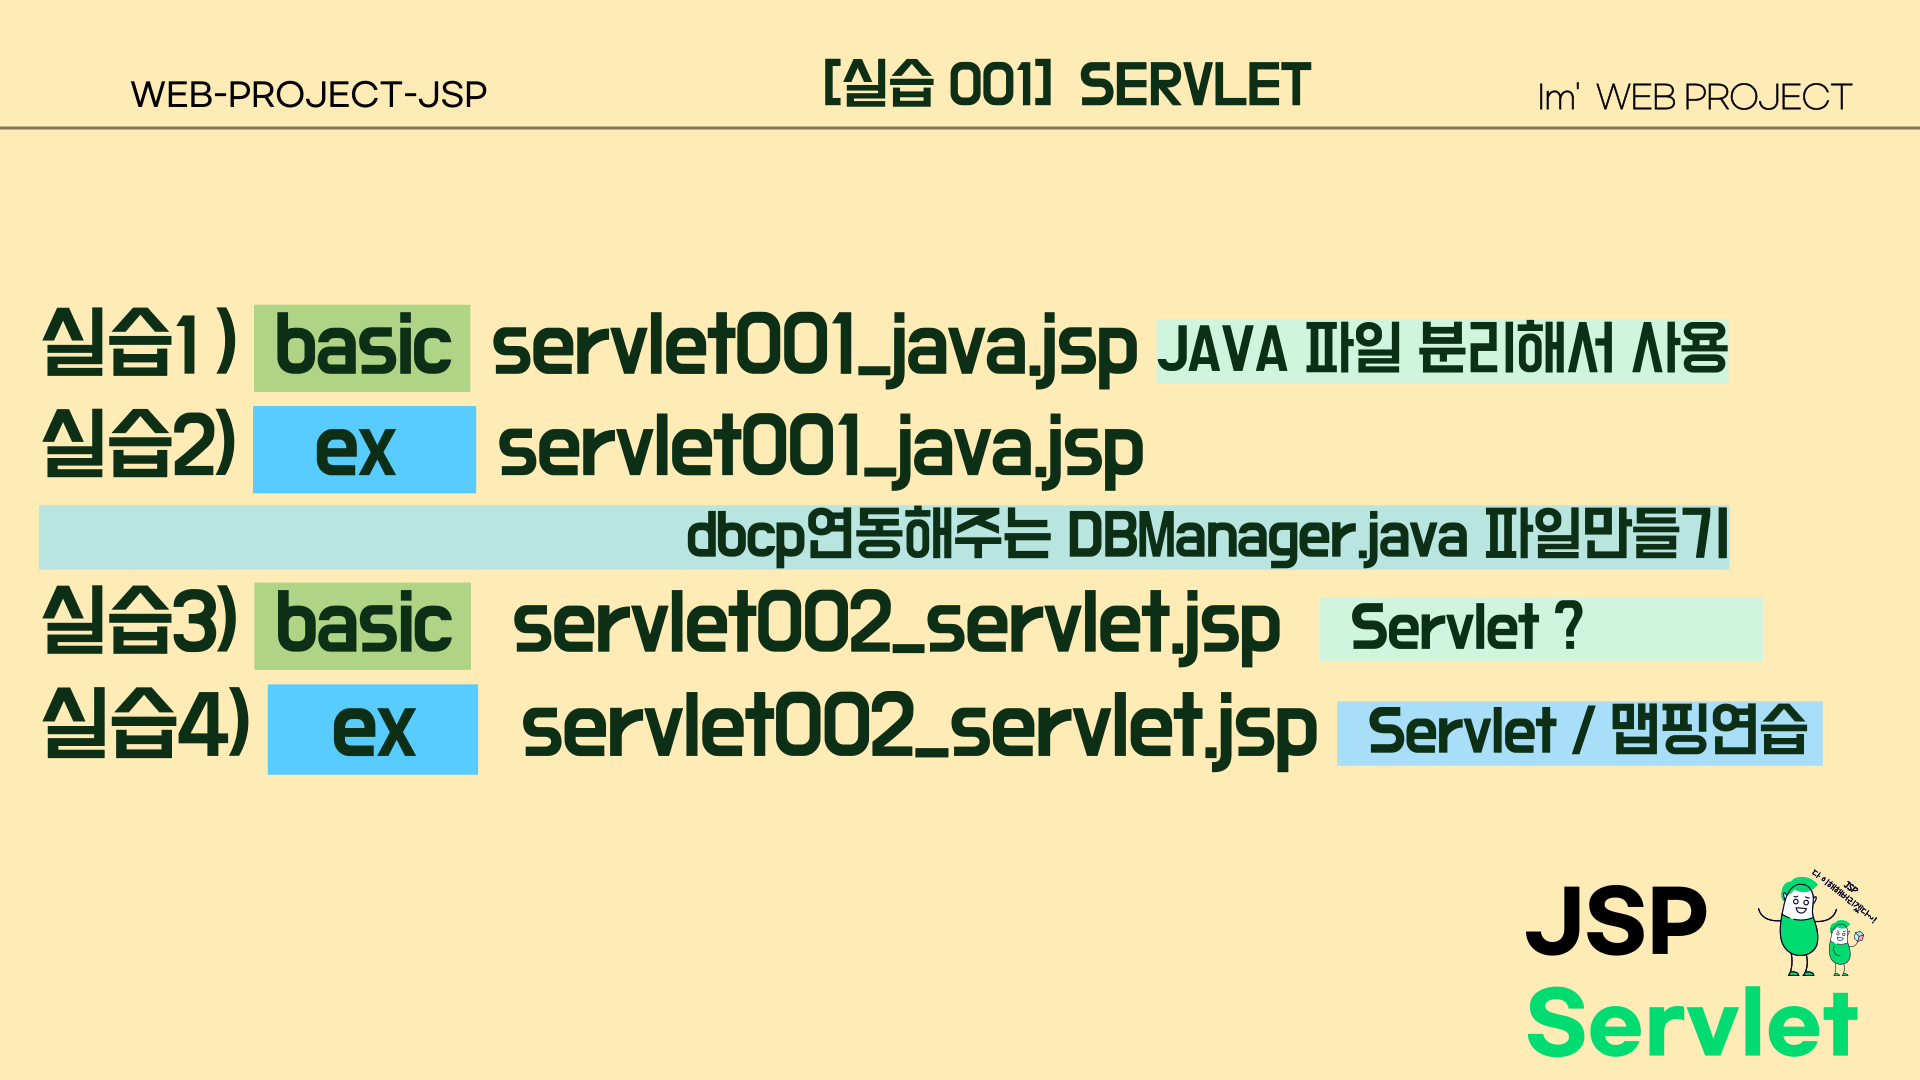 WEB-PROJECT-JSP
[실습 001] SERVLET
Im' WEB PROJECT
실습1 ) basic servlet001_java.jsp JAVA 파일 분리해서 사용
실습2) ex servlet001_java.jsp
dbcp연동해주는 DBManager.java 파일만들기
실습3) basic servlet002_servlet.jsp Servlet ?
실습4) ex servlet002_servlet.jsp Servlet / 맵핑연습
JSP
JSP
다 이해해버리겠다~!
Servlet